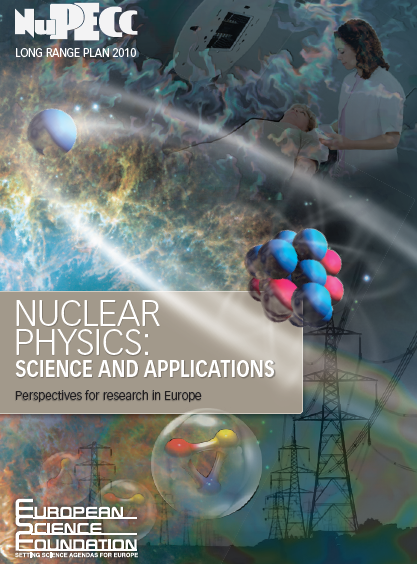 NuPECC
LONG RANGE PLAN 2010
NUCLEAR
PHYSICS:
SCIENCE AND APPLICATIONS
Perspectives for research in Europe
EUROPEAN
SCIENCE
FOUNDATION
SETTING SCIENCE AGENDAS FOR EUROPE